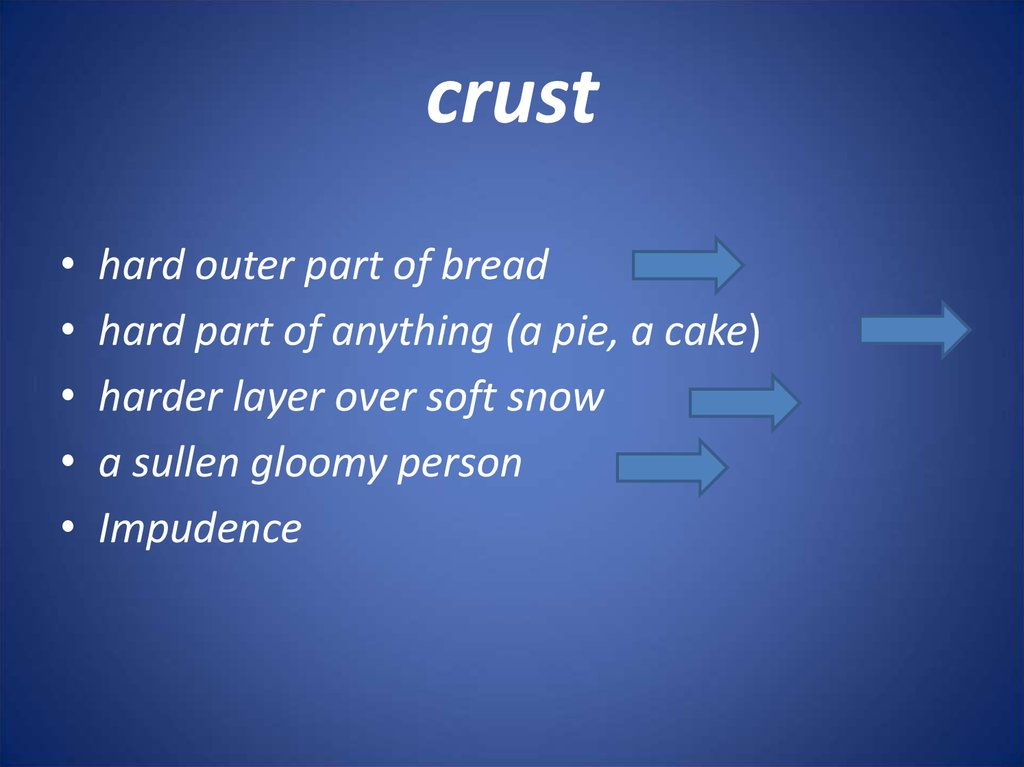 crust
• hard outer part of bread
• hard part of anything (a pie, a cake)
• harder layer over soft snow
• a sullen gloomy person
• Impudence